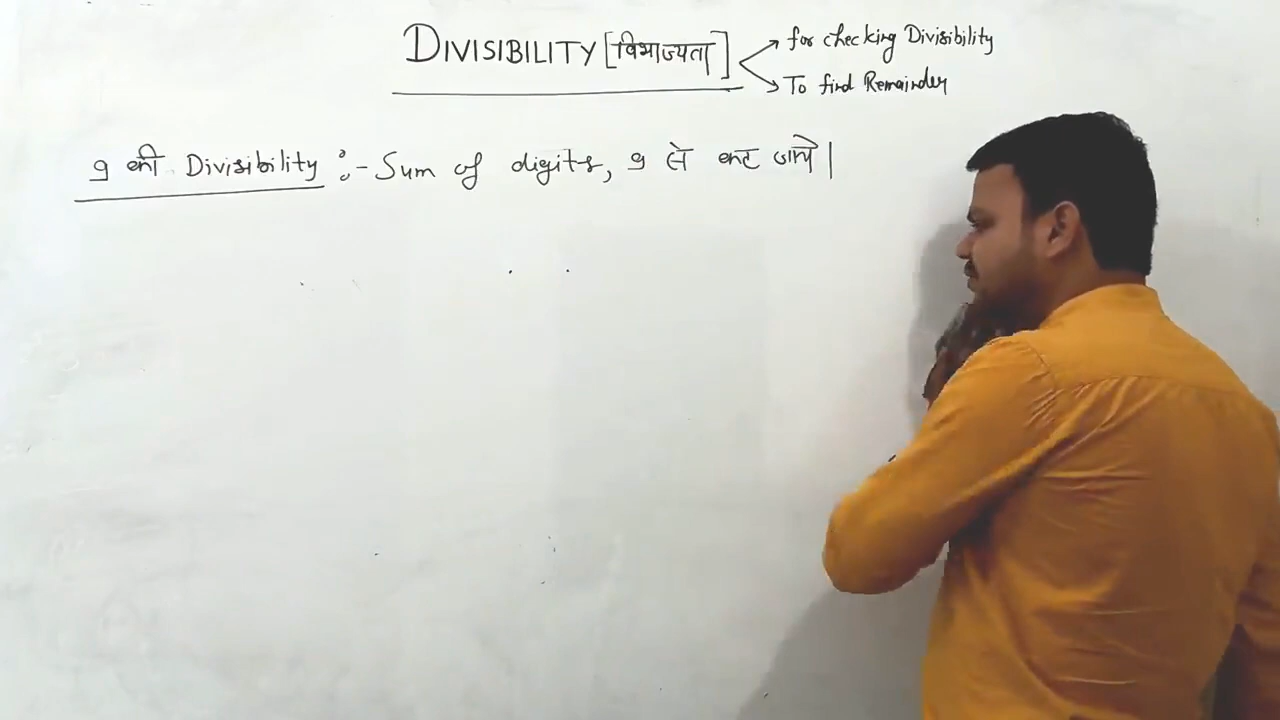 DIVISIBILITY [विभाज्यता]
for checking Divisibility
To find Remainder
9 की Divisibility :- Sum of digits, 9 से कट जाये।